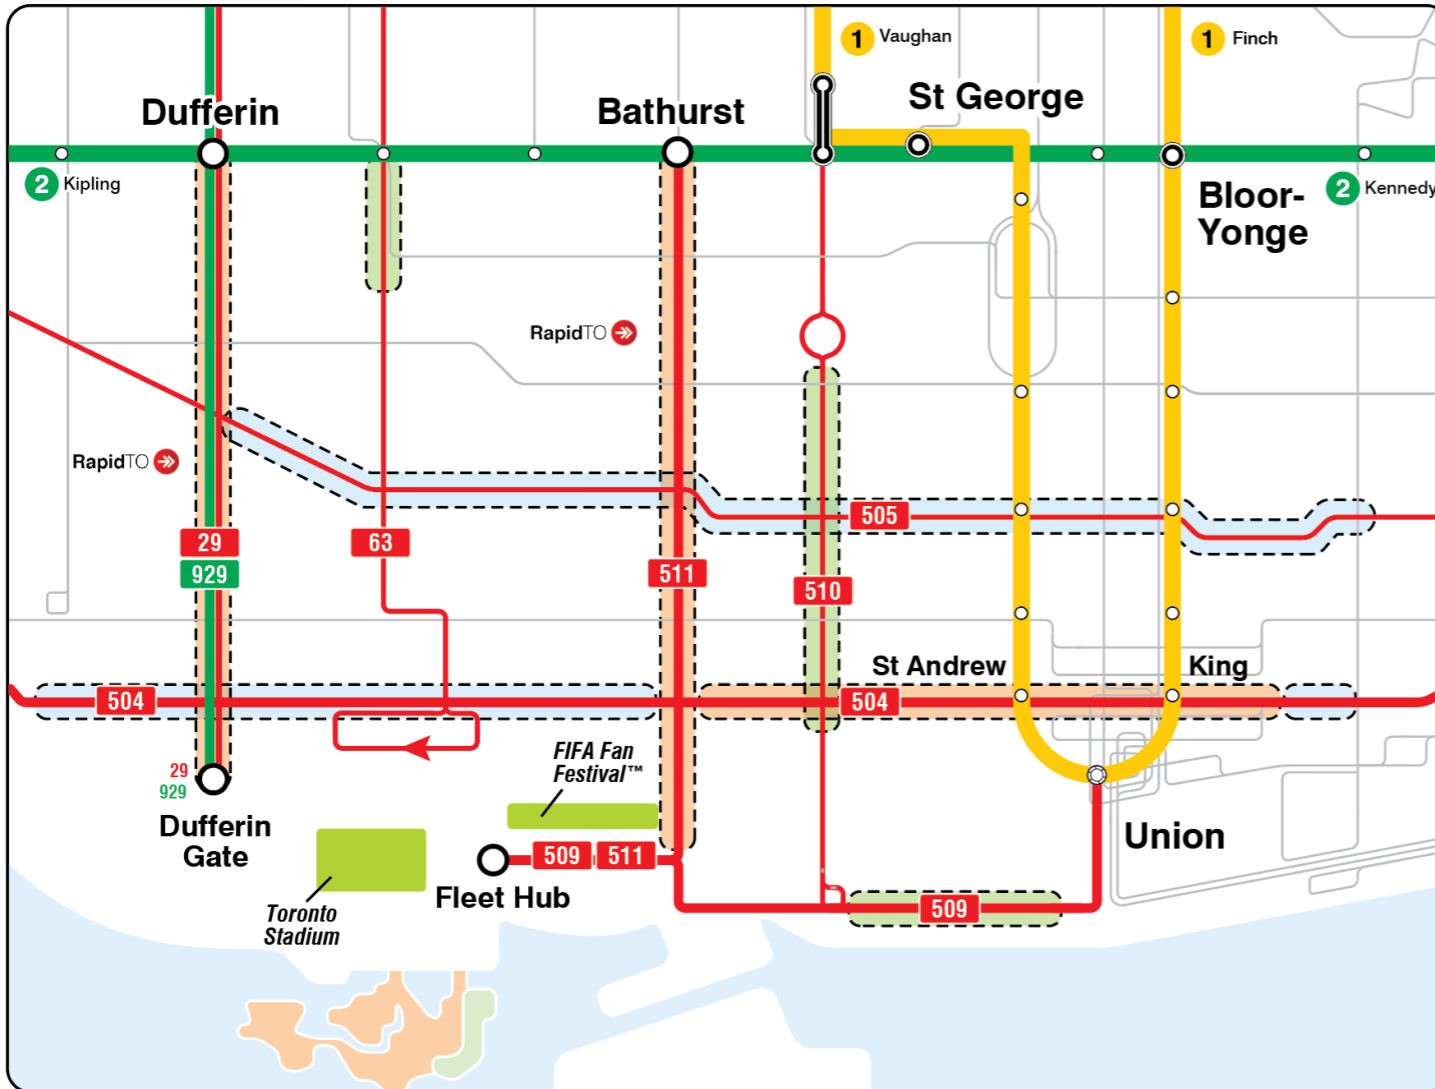 1 Vaughan
1 Finch
Dufferin
Bathurst
St George
2 Kipling
Bloor-
Yonge
2 Kennedy
RapidTO
RapidTO
505
29
63
929
511
510
St Andrew
King
504
504
29
929
FIFA Fan
Festival™
Dufferin
Gate
Union
509
511
Fleet Hub
Toronto
Stadium
509